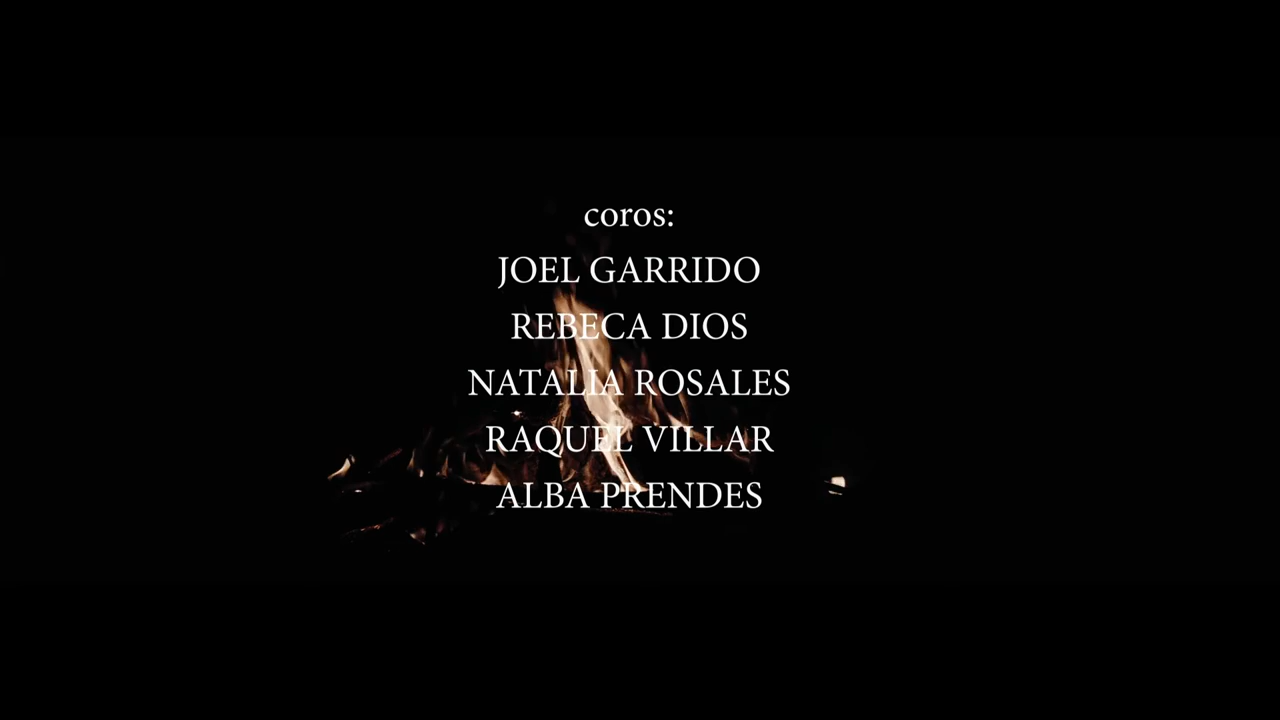 coros:
JOEL GARRIDO
REBECA DIOS
NATALIA ROSALES
RAQUEL VILLAR
ALBA PRENDES